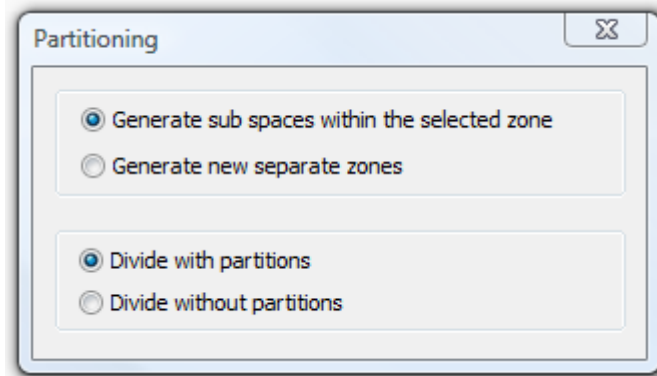 Partitioning
Generate sub spaces within the selected zone
Generate new separate zones
Divide with partitions
Divide without partitions